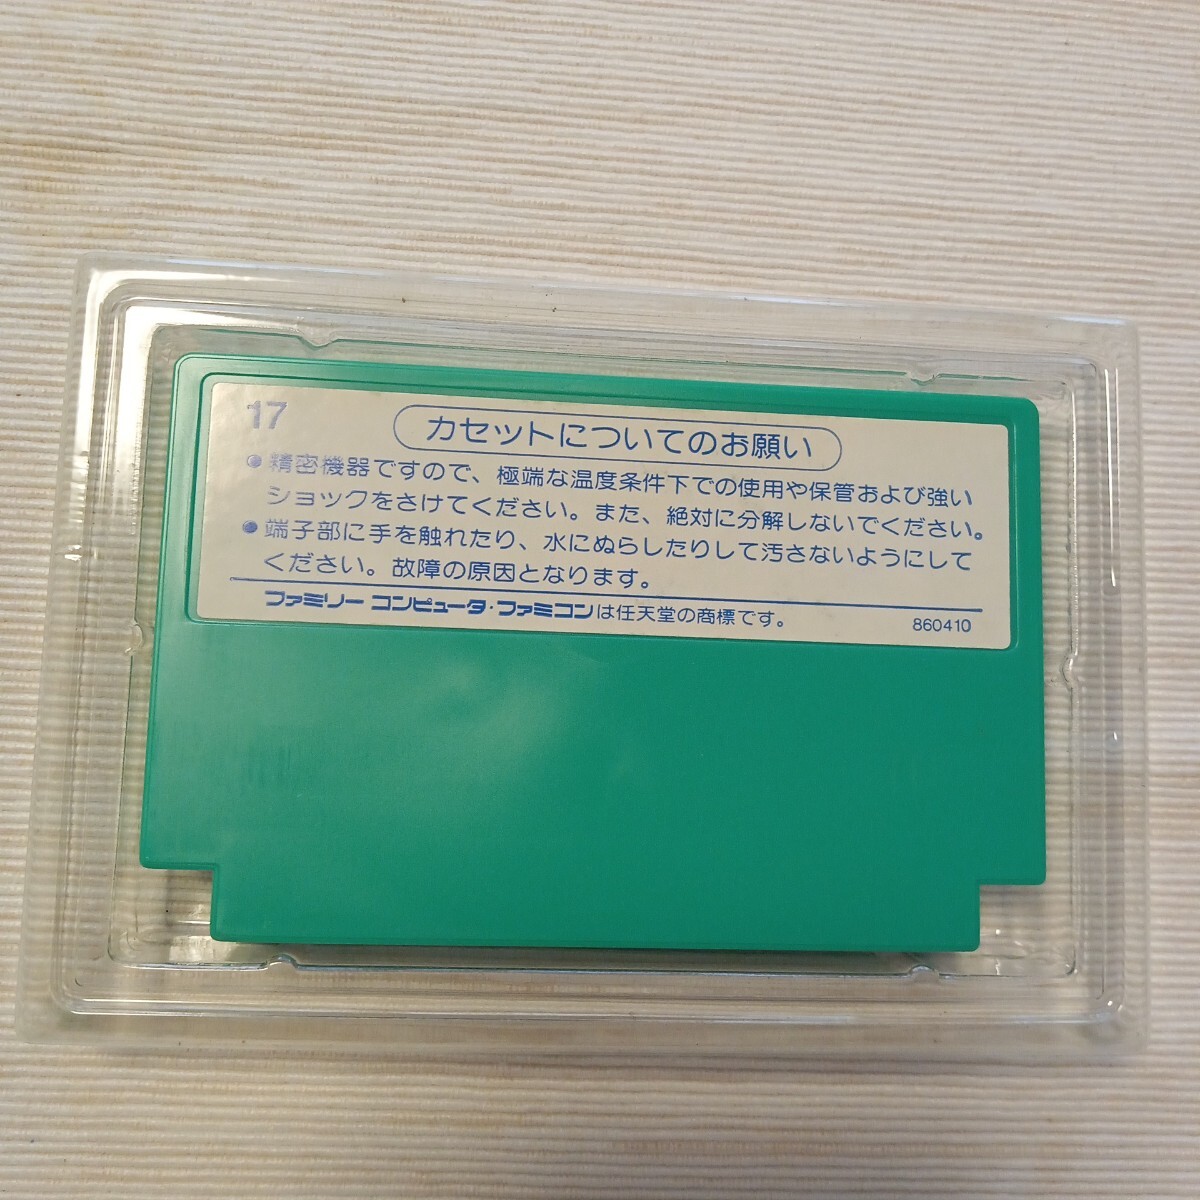 17
カセットについてのお願い
●精密機器ですので、極端な温度条件下での使用や保管および強い
ショックをさけてください。また、絶対に分解しないでください。
●端子部に手を触れたり、水にぬらしたりして汚さないようにして
ください。故障の原因となります。
ファミリー コンピュータ・ファミコンは任天堂の商標です。
860410